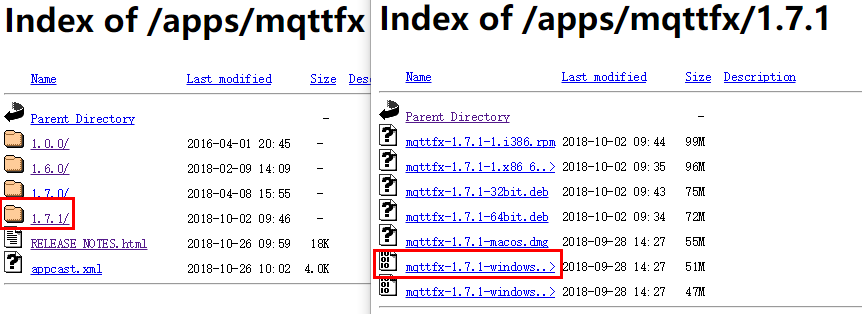 Index of /apps/mqttfx
Name Last modified Size Des
Parent Directory -
1.0.0/ 2016-04-01 20:45 -
1.6.0/ 2018-02-09 14:09 -
1.7.0/ 2018-04-08 15:55 -
1.7.1/ 2018-10-02 09:46 -
RELEASE NOTES.html 2018-10-26 09:59 18K
appcast.xml 2018-10-26 10:02 4.0K
Index of /apps/mqttfx/1.7.1
Name Last modified Size Description
Parent Directory -
mqttfx-1.7.1-1.i386.rpm 2018-10-02 09:44 99M
mqttfx-1.7.1-1.x86 6..> 2018-10-02 09:35 96M
mqttfx-1.7.1-32bit.deb 2018-10-02 09:43 75M
mqttfx-1.7.1-64bit.deb 2018-10-02 09:34 72M
mqttfx-1.7.1-macos.dmg 2018-09-28 14:27 55M
mqttfx-1.7.1-windows..> 2018-09-28 14:27 51M
mqttfx-1.7.1-windows..> 2018-09-28 14:27 47M